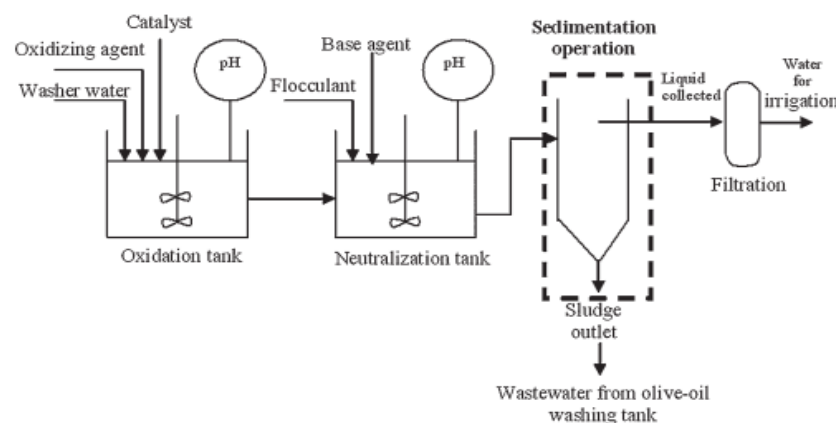 Catalyst
Oxidizing agent
Washer water
pH
Base agent
Flocculant
pH
Sedimentation
operation
Liquid
collected
Water
for
irrigation
Filtration
Oxidation tank
Neutralization tank
Sludge
outlet
Wastewater from olive-oil
washing tank